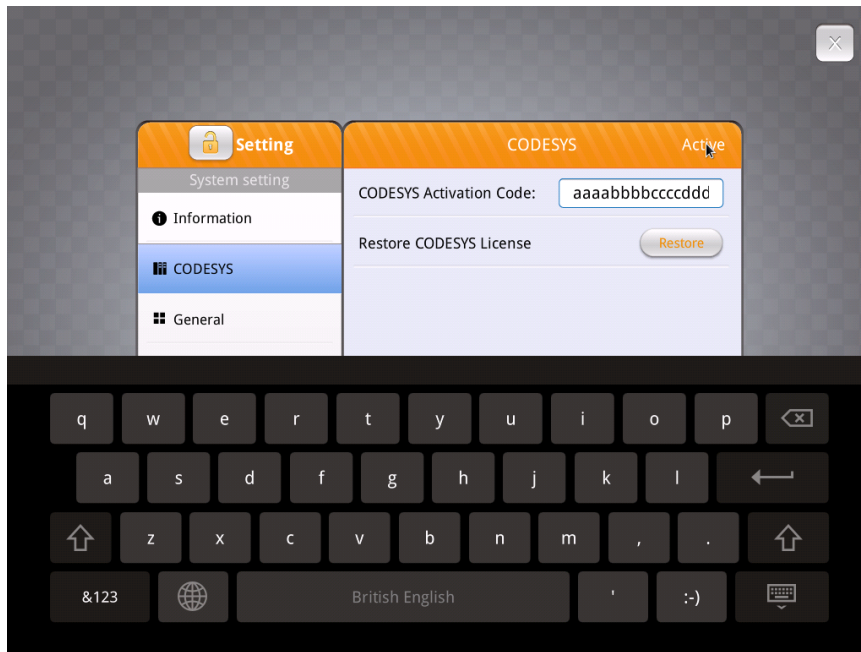 X
Setting
CODESYS
Active
System setting
CODESYS Activation Code:
aaaabbbbccccddd
Information
Restore CODESYS License
Restore
CODESYS
General
q w e r t y u i o p
a s d f g h j k l
z x c v b n m , .
&123
British English
' :-)